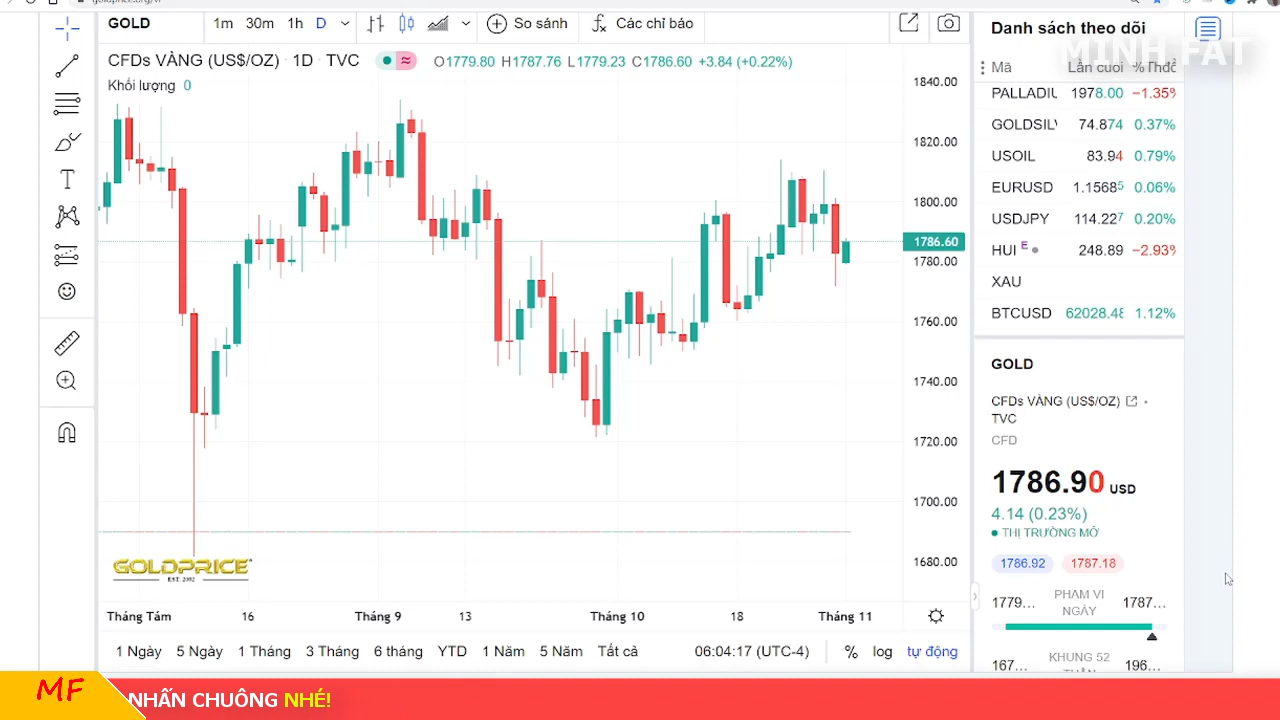 GOLD 1m 30m 1h D So sánh Các chỉ báo
CFDs VÀNG (US$/OZ) · 1D · TVC O1779.80 H1787.76 L1779.23 C1786.60 +3.84 (+0.22%)
Khối lượng 0
1840.00
1820.00
1800.00
1786.60
1780.00
1760.00
1740.00
1720.00
1700.00
1680.00
GOLDPRICE
EST. 2002
Tháng Tám 16 Tháng 9 13 Tháng 10 18 Tháng 11
1 Ngày 5 Ngày 1 Tháng 3 Tháng 6 tháng YTD 1 Năm 5 Năm Tất cả 06:04:17 (UTC-4) % log tự động
Danh sách theo dõi
MINH FAT
Mã Lần cuối
PALLADIU 1978.00 −1.35%
GOLDSILV 74.874 0.37%
USOIL 83.94 0.79%
EURUSD 1.15685 0.06%
USDJPY 114.227 0.20%
HUI E 248.89 −2.93%
XAU
BTCUSD 62028.48 1.12%
GOLD
CFDs VÀNG (US$/OZ) ·
TVC
CFD
1786.90 USD
4.14 (0.23%)
THỊ TRƯỜNG MỞ
1786.92 1787.18
1779... PHẠM VI NGÀY 1787...
167... KHUNG 52 196...
MF NHẤN CHUÔNG NHÉ!